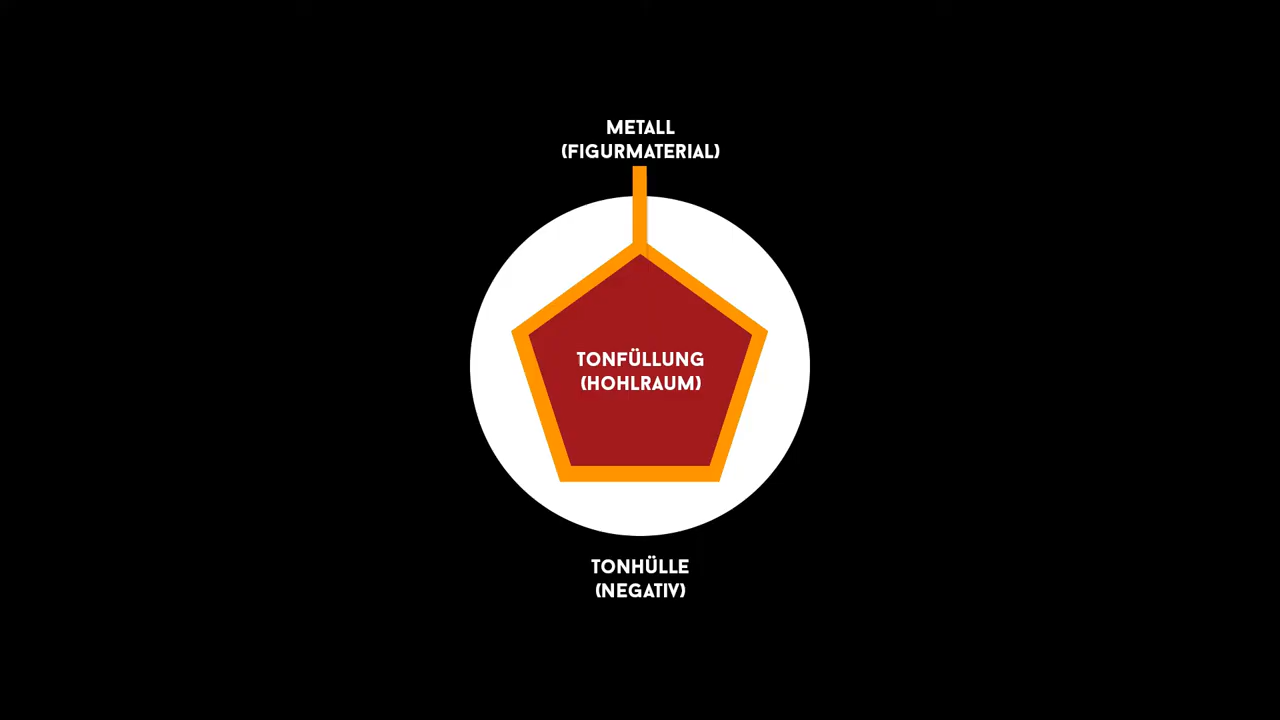 METALL
(FIGURMATERIAL)
TONFÜLLUNG
(HOHLRAUM)
TONHÜLLE
(NEGATIV)